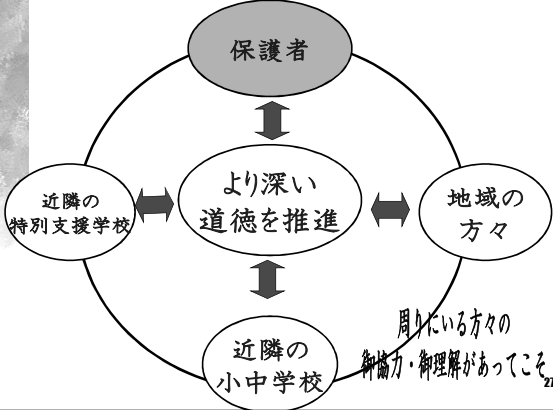 保護者
より深い
道徳を推進
近隣の
特別支援学校
地域の
方々
近隣の
小中学校
周りにいる方々の
御協力・御理解があってこそ
27